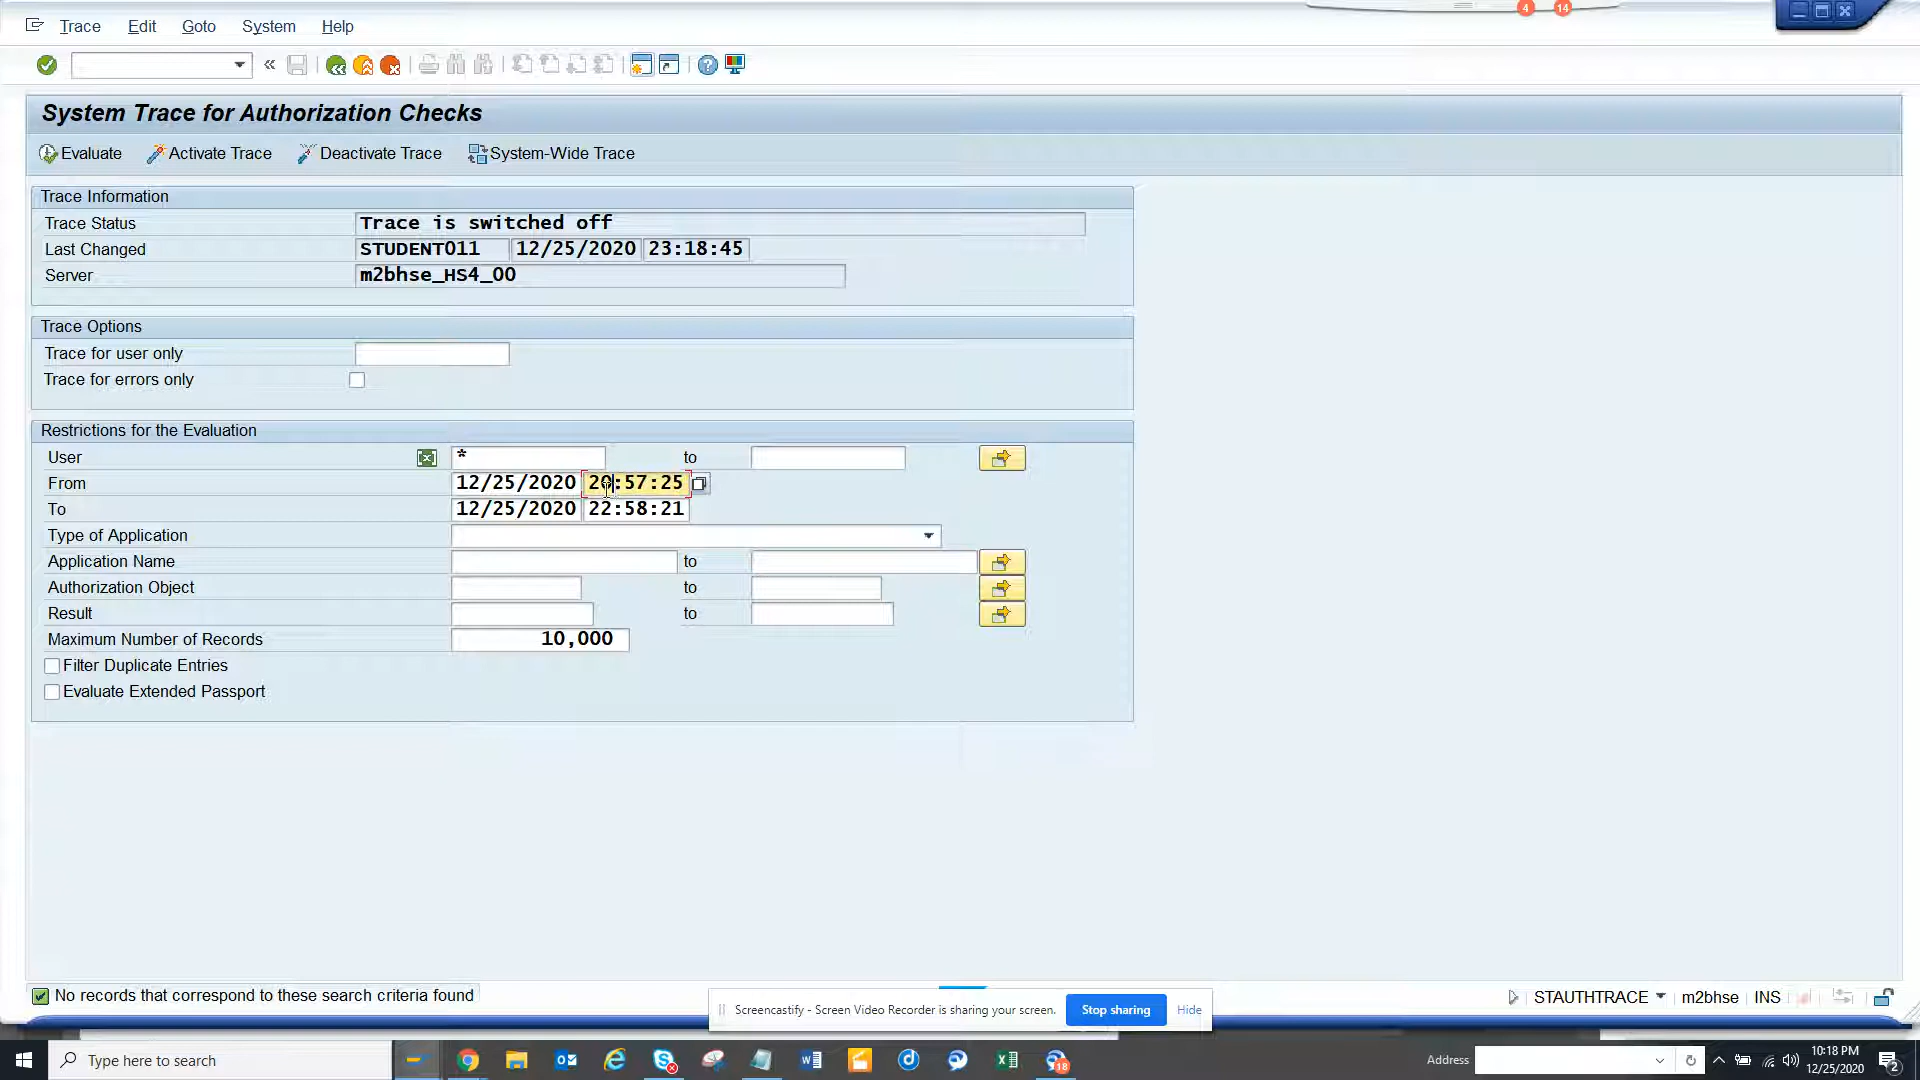 4 14
Trace Edit Goto System Help
System Trace for Authorization Checks
Evaluate Activate Trace Deactivate Trace System-Wide Trace
Trace Information
Trace Status Trace is switched off
Last Changed STUDENT011 12/25/2020 23:18:45
Server m2bhse_HS4_00
Trace Options
Trace for user only
Trace for errors only
Restrictions for the Evaluation
User * to
From 12/25/2020 20:57:25
To 12/25/2020 22:58:21
Type of Application
Application Name to
Authorization Object to
Result to
Maximum Number of Records 10,000
Filter Duplicate Entries
Evaluate Extended Passport
No records that correspond to these search criteria found
Screencastify - Screen Video Recorder is sharing your screen. Stop sharing Hide
STAUTHTRACE m2bhse INS
Type here to search
18
Address
10:18 PM
12/25/2020
2